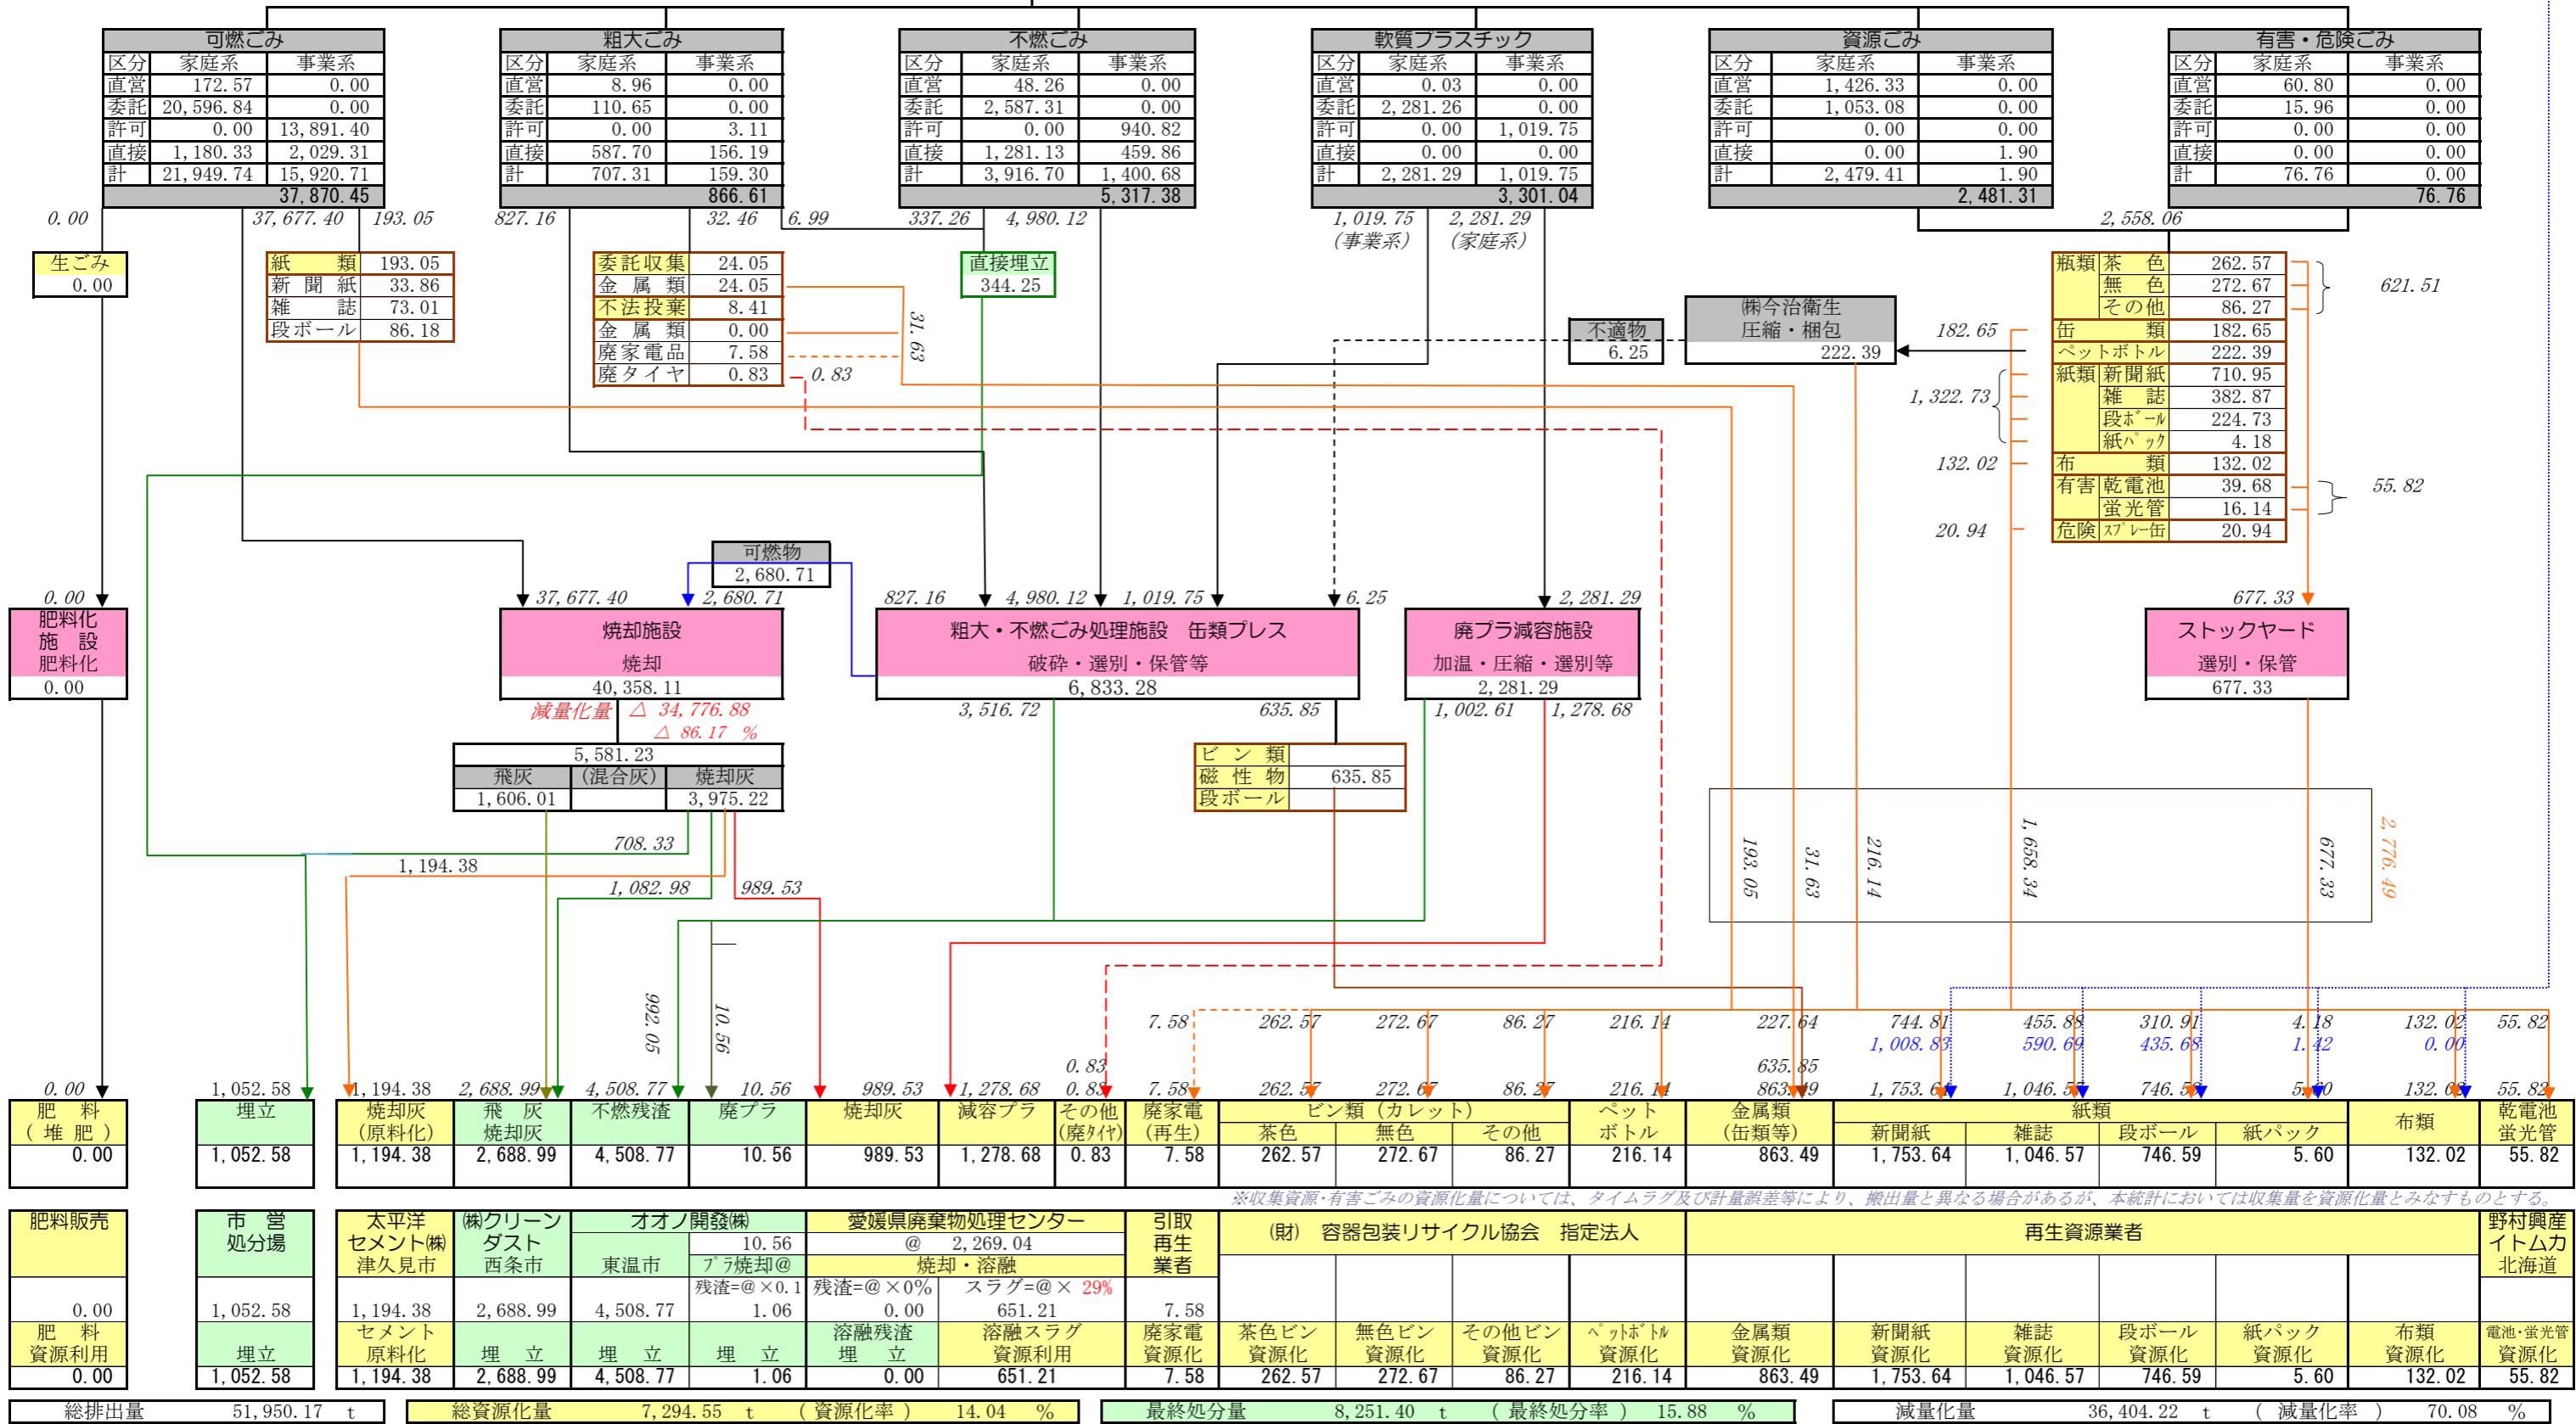 可燃ごみ
区分 家庭系 事業系
直営 172.57 0.00
委託 20,596.84 0.00
許可 0.00 13,891.40
直接 1,180.33 2,029.31
計 21,949.74 15,920.71
37,870.45
粗大ごみ
区分 家庭系 事業系
直営 8.96 0.00
委託 110.65 0.00
許可 0.00 3.11
直接 587.70 156.19
計 707.31 159.30
866.61
不燃ごみ
区分 家庭系 事業系
直営 48.26 0.00
委託 2,587.31 0.00
許可 0.00 940.82
直接 1,281.13 459.86
計 3,916.70 1,400.68
5,317.38
軟質プラスチック
区分 家庭系 事業系
直営 0.03 0.00
委託 2,281.26 0.00
許可 0.00 1,019.75
直接 0.00 0.00
計 2,281.29 1,019.75
3,301.04
資源ごみ
区分 家庭系 事業系
直営 1,426.33 0.00
委託 1,053.08 0.00
許可 0.00 0.00
直接 0.00 1.90
計 2,479.41 1.90
2,481.31
有害・危険ごみ
区分 家庭系 事業系
直営 60.80 0.00
委託 15.96 0.00
許可 0.00 0.00
直接 0.00 0.00
計 76.76 0.00
76.76
0.00 37,677.40 193.05 827.16 32.46 6.99 337.26 4,980.12 1,019.75 2,281.29 2,558.06
(事業系) (家庭系)
生ごみ
0.00
紙類 193.05
新聞紙 33.86
雑誌 73.01
段ボール 86.18
委託収集 24.05
金属類 24.05
不法投棄 8.41
金属類 0.00
廃家電品 7.58
廃タイヤ 0.83
31.63
0.83
直接埋立
344.25
不適物
6.25
㈱今治衛生
圧縮・梱包
222.39
瓶類 茶色 262.57
無色 272.67
その他 86.27
621.51
182.65
缶類 182.65
ペットボトル 222.39
紙類 新聞紙 710.95
雑誌 382.87
段ボール 224.73
紙パック 4.18
1,322.73
132.02
布類 132.02
有害 乾電池 39.68
蛍光管 16.14
55.82
20.94
危険 スプレー缶 20.94
可燃物
2,680.71
0.00 37,677.40 2,680.71 827.16 4,980.12 1,019.75 6.25 2,281.29 677.33
肥料化
施設
肥料化
0.00
焼却施設
焼却
40,358.11
粗大・不燃ごみ処理施設 缶類プレス
破砕・選別・保管等
6,833.28
廃プラ減容施設
加温・圧縮・選別等
2,281.29
ストックヤード
選別・保管
677.33
減量化量 △ 34,776.88
△ 86.17 %
3,516.72 635.85 1,002.61 1,278.68
5,581.23
飛灰 (混合灰) 焼却灰
1,606.01 3,975.22
ビン類
磁性物 635.85
段ボール
708.33
1,194.38
1,082.98 989.53
193.05 31.63 216.14 1,658.34 677.33 2,776.49
992.05 10.56
7.58 262.57 272.67 86.27 216.14 227.64 744.81 455.88 310.91 4.18 132.02 55.82
1,008.83 590.69 435.68 1.42 0.00
0.83 635.85
0.00 1,052.58 1,194.38 2,688.99 4,508.77 10.56 989.53 1,278.68 0.83 7.58 262.57 272.67 86.27 216.14 863.49 1,753.64 1,046.57 746.59 5.60 132.02 55.82
肥料
(堆肥)
0.00
埋立
1,052.58
焼却灰
(原料化)
1,194.38
飛灰
焼却灰
2,688.99
不燃残渣
4,508.77
廃プラ
10.56
焼却灰
989.53
減容プラ
1,278.68
その他
(廃タイヤ)
0.83
廃家電
(再生)
7.58
ビン類(カレット)
茶色 無色 その他
262.57 272.67 86.27
ペット
ボトル
216.14
金属類
(缶類等)
863.49
紙類
新聞紙 雑誌 段ボール 紙パック
1,753.64 1,046.57 746.59 5.60
布類
132.02
乾電池
蛍光管
55.82
※収集資源・有害ごみの資源化量については、タイムラグ及び計量誤差等により、搬出量と異なる場合があるが、本統計においては収集量を資源化量とみなすものとする。
肥料販売
0.00
肥料
資源利用
0.00
市営
処分場
1,052.58
埋立
1,052.58
太平洋
セメント㈱
津久見市
1,194.38
セメント
原料化
1,194.38
㈱クリーン
ダスト
西条市
2,688.99
埋立
2,688.99
オオノ開發㈱
東温市
4,508.77
埋立
4,508.77
10.56
プラ焼却@
残渣=@×0.1
1.06
埋立
1.06
愛媛県廃棄物処理センター
@ 2,269.04
焼却・溶融
残渣=@×0% スラグ=@× 29%
0.00 651.21
溶融残渣 溶融スラグ
埋立 資源利用
0.00 651.21
引取
再生
業者
7.58
廃家電
資源化
7.58
(財) 容器包装リサイクル協会 指定法人
茶色ビン 無色ビン その他ビン ペットボトル
資源化 資源化 資源化 資源化
262.57 272.67 86.27 216.14
再生資源業者
金属類 新聞紙 雑誌 段ボール 紙パック 布類
資源化 資源化 資源化 資源化 資源化 資源化
863.49 1,753.64 1,046.57 746.59 5.60 132.02
野村興産
イトムカ
北海道
電池・蛍光管
資源化
55.82
総排出量 51,950.17 t
総資源化量 7,294.55 t (資源化率) 14.04 %
最終処分量 8,251.40 t (最終処分率) 15.88 %
減量化量 36,404.22 t (減量化率) 70.08 %